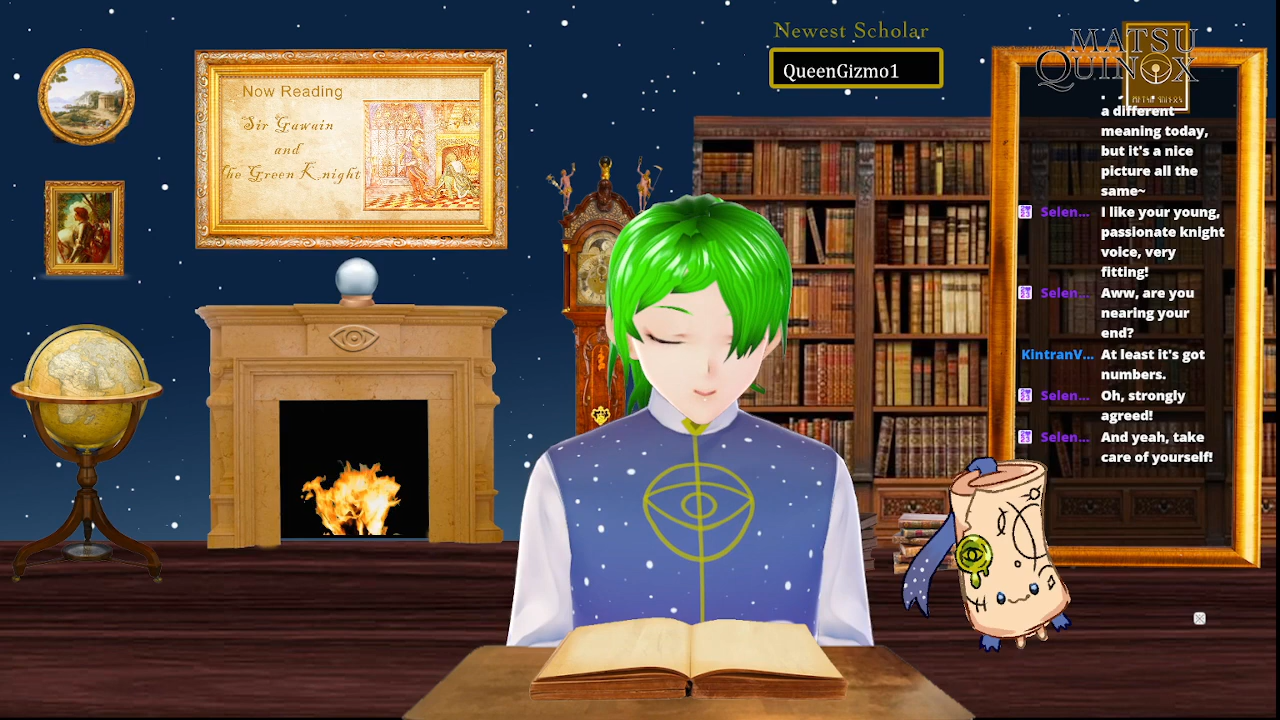 Newest Scholar
QueenGizmo1
Now Reading
Sir Gawain
and
The Green Knight
MATSU
QUINOX
a different
meaning today,
but it's a nice
picture all the
same~
Selen... I like your young,
passionate knight
voice, very
fitting!
Selen... Aww, are you
nearing your
end?
KintranV... At least it's got
numbers.
Selen... Oh, strongly
agreed!
Selen... And yeah, take
care of yourself!